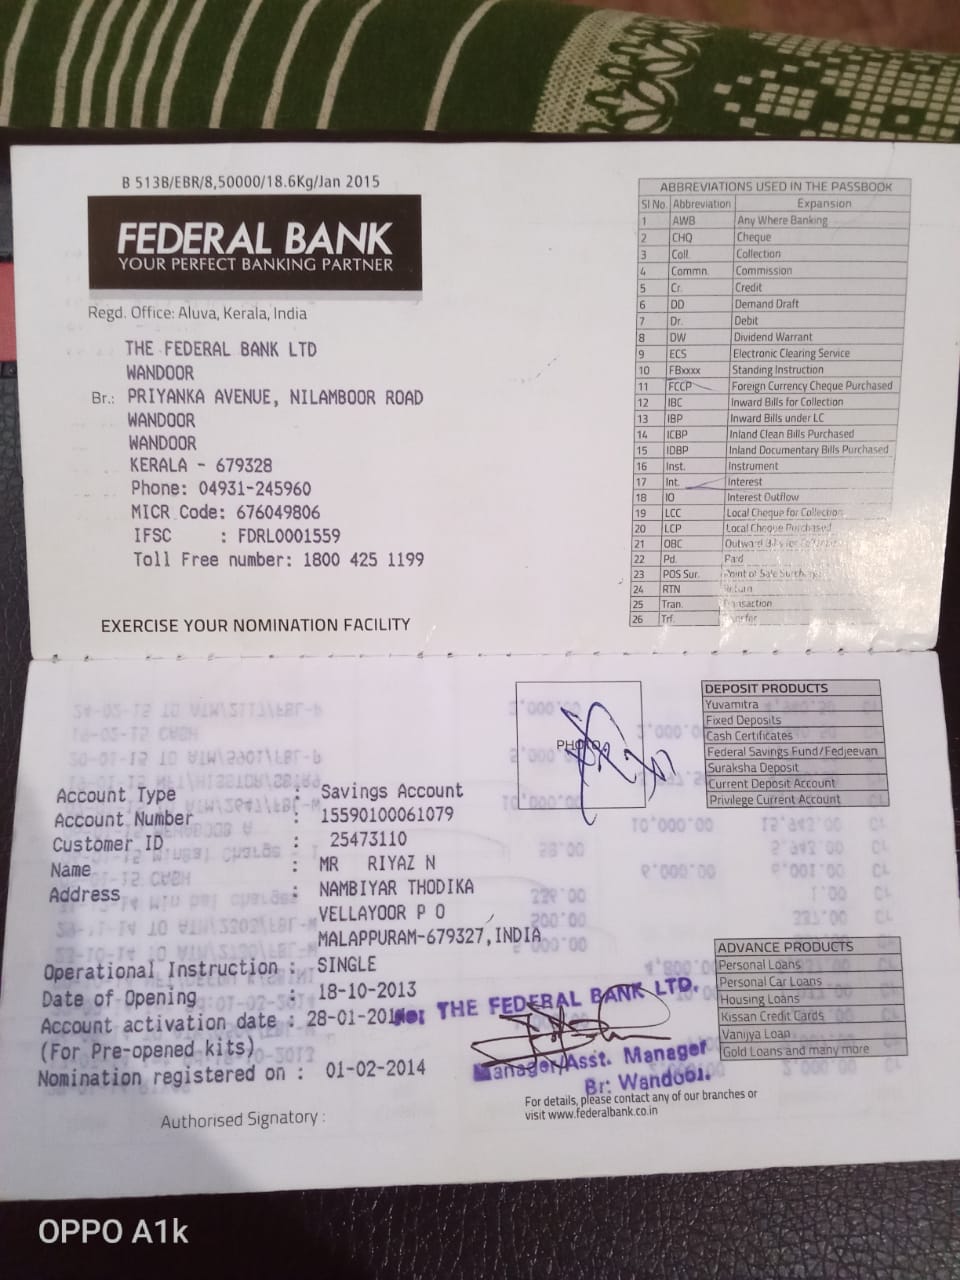 B 513B/EBR/8,50000/18.6Kg/Jan 2015
FEDERAL BANK
YOUR PERFECT BANKING PARTNER
Regd. Office: Aluva, Kerala, India
THE FEDERAL BANK LTD
WANDOOR
Br.: PRIYANKA AVENUE, NILAMBOOR ROAD
WANDOOR
WANDOOR
KERALA - 679328
Phone: 04931-245960
MICR Code: 676049806
IFSC : FDRL0001559
Toll Free number: 1800 425 1199
EXERCISE YOUR NOMINATION FACILITY
ABBREVIATIONS USED IN THE PASSBOOK
Sl No. Abbreviation Expansion
1 AWB Any Where Banking
2 CHQ Cheque
3 Coll. Collection
4 Commn. Commission
5 Cr. Credit
6 DD Demand Draft
7 Dr. Debit
8 DW Dividend Warrant
9 ECS Electronic Clearing Service
10 FBxxxx Standing Instruction
11 FCCP Foreign Currency Cheque Purchased
12 IBC Inward Bills for Collection
13 IBP Inward Bills under LC
14 ICBP Inland Clean Bills Purchased
15 IDBP Inland Documentary Bills Purchased
16 Inst. Instrument
17 Int. Interest
18 IO Interest Outflow
19 LCC Local Cheque for Collection
20 LCP Local Cheque Purchased
21 OBC Outward
22 Pd. Paid
23 POS Sur. Point of Sale
24 RTN
25 Tran.
26 Trf.
PHOTO
DEPOSIT PRODUCTS
Yuvamitra
Fixed Deposits
Cash Certificates
Federal Savings Fund/Fedjeevan
Suraksha Deposit
Current Deposit Account
Privilege Current Account
Account Type : Savings Account
Account Number : 15590100061079
Customer ID : 25473110
Name : MR RIYAZ N
Address : NAMBIYAR THODIKA
VELLAYOOR P O
MALAPPURAM-679327,INDIA
Operational Instruction : SINGLE
Date of Opening : 18-10-2013
Account activation date : 28-01-201
(For Pre-opened kits)
Nomination registered on : 01-02-2014
Authorised Signatory :
THE FEDERAL BANK LTD.
Manager/Asst. Manager
Br: Wandoor.
ADVANCE PRODUCTS
Personal Loans
Personal Car Loans
Housing Loans
Kissan Credit Cards
Vanijya Loan
Gold Loans and many more
For details, please contact any of our branches or
visit www.federalbank.co.in
OPPO A1k